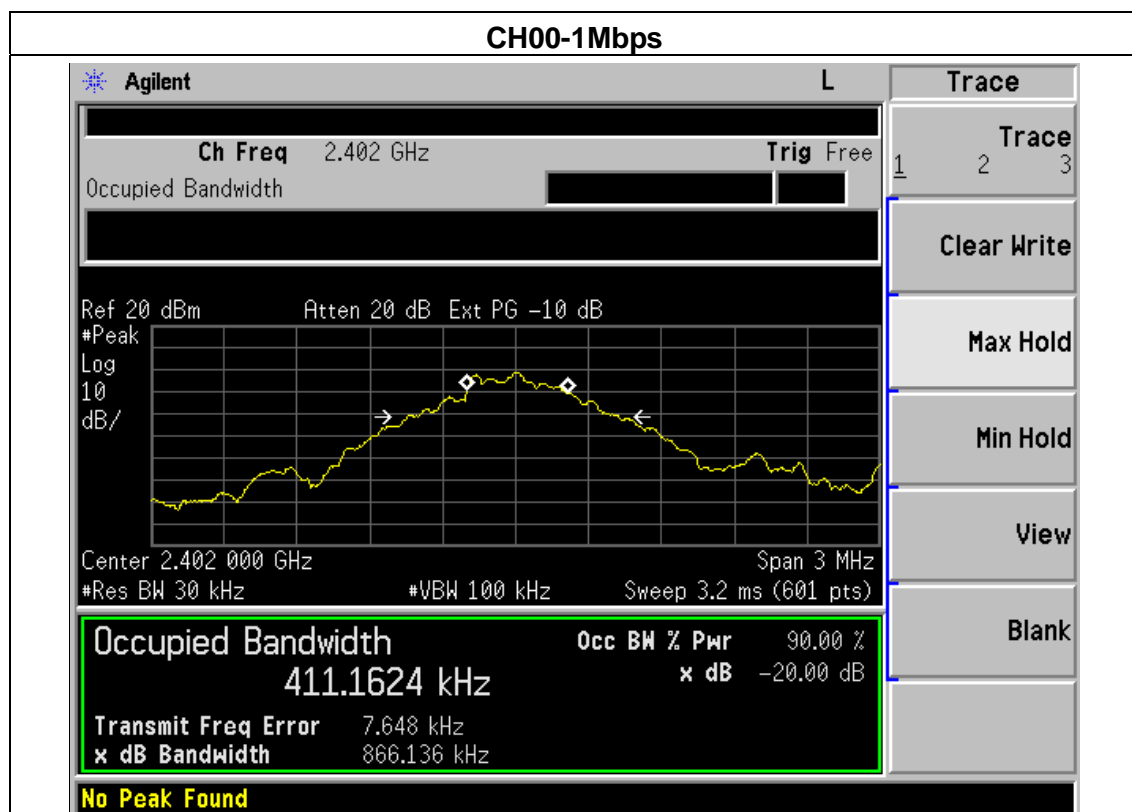 CH00-1Mbps
Agilent L Trace
Ch Freq 2.402 GHz Trig Free
Occupied Bandwidth
Trace
1 2 3
Clear Write
Max Hold
Min Hold
View
Blank
Ref 20 dBm Atten 20 dB Ext PG -10 dB
#Peak
Log
10
dB/
Center 2.402 000 GHz Span 3 MHz
#Res BW 30 kHz #VBW 100 kHz Sweep 3.2 ms (601 pts)
Occupied Bandwidth Occ BW % Pwr 90.00 %
411.1624 kHz x dB -20.00 dB
Transmit Freq Error 7.648 kHz
x dB Bandwidth 866.136 kHz
No Peak Found